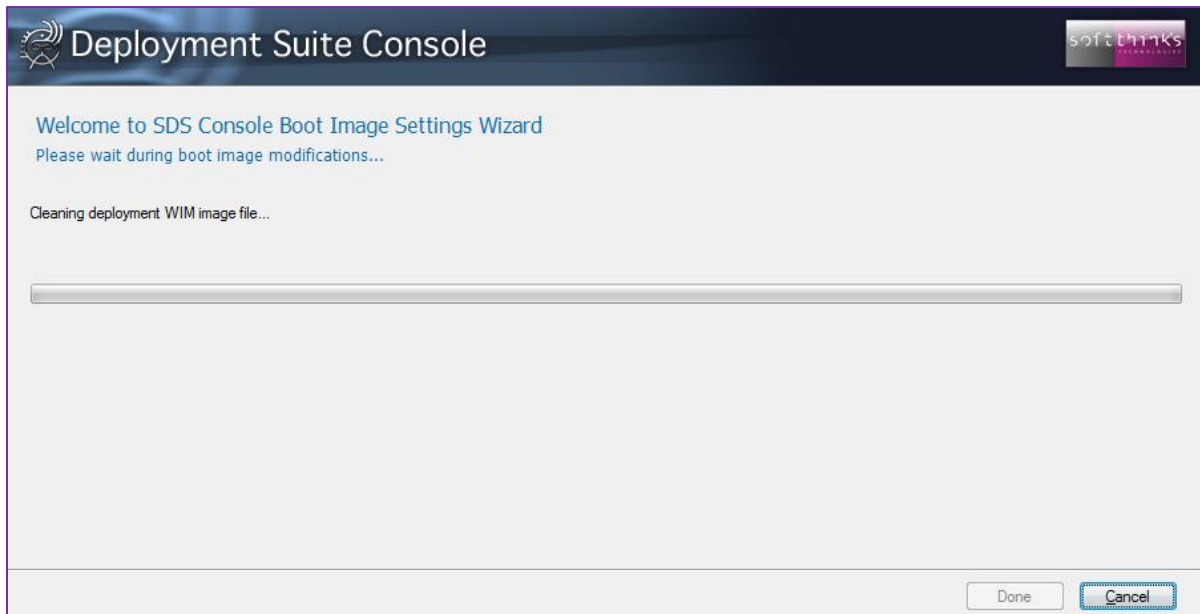 Deployment Suite Console
softthinks
TECHNOLOGIES
Welcome to SDS Console Boot Image Settings Wizard
Please wait during boot image modifications...
Cleaning deployment WIM image file...
Done
Cancel